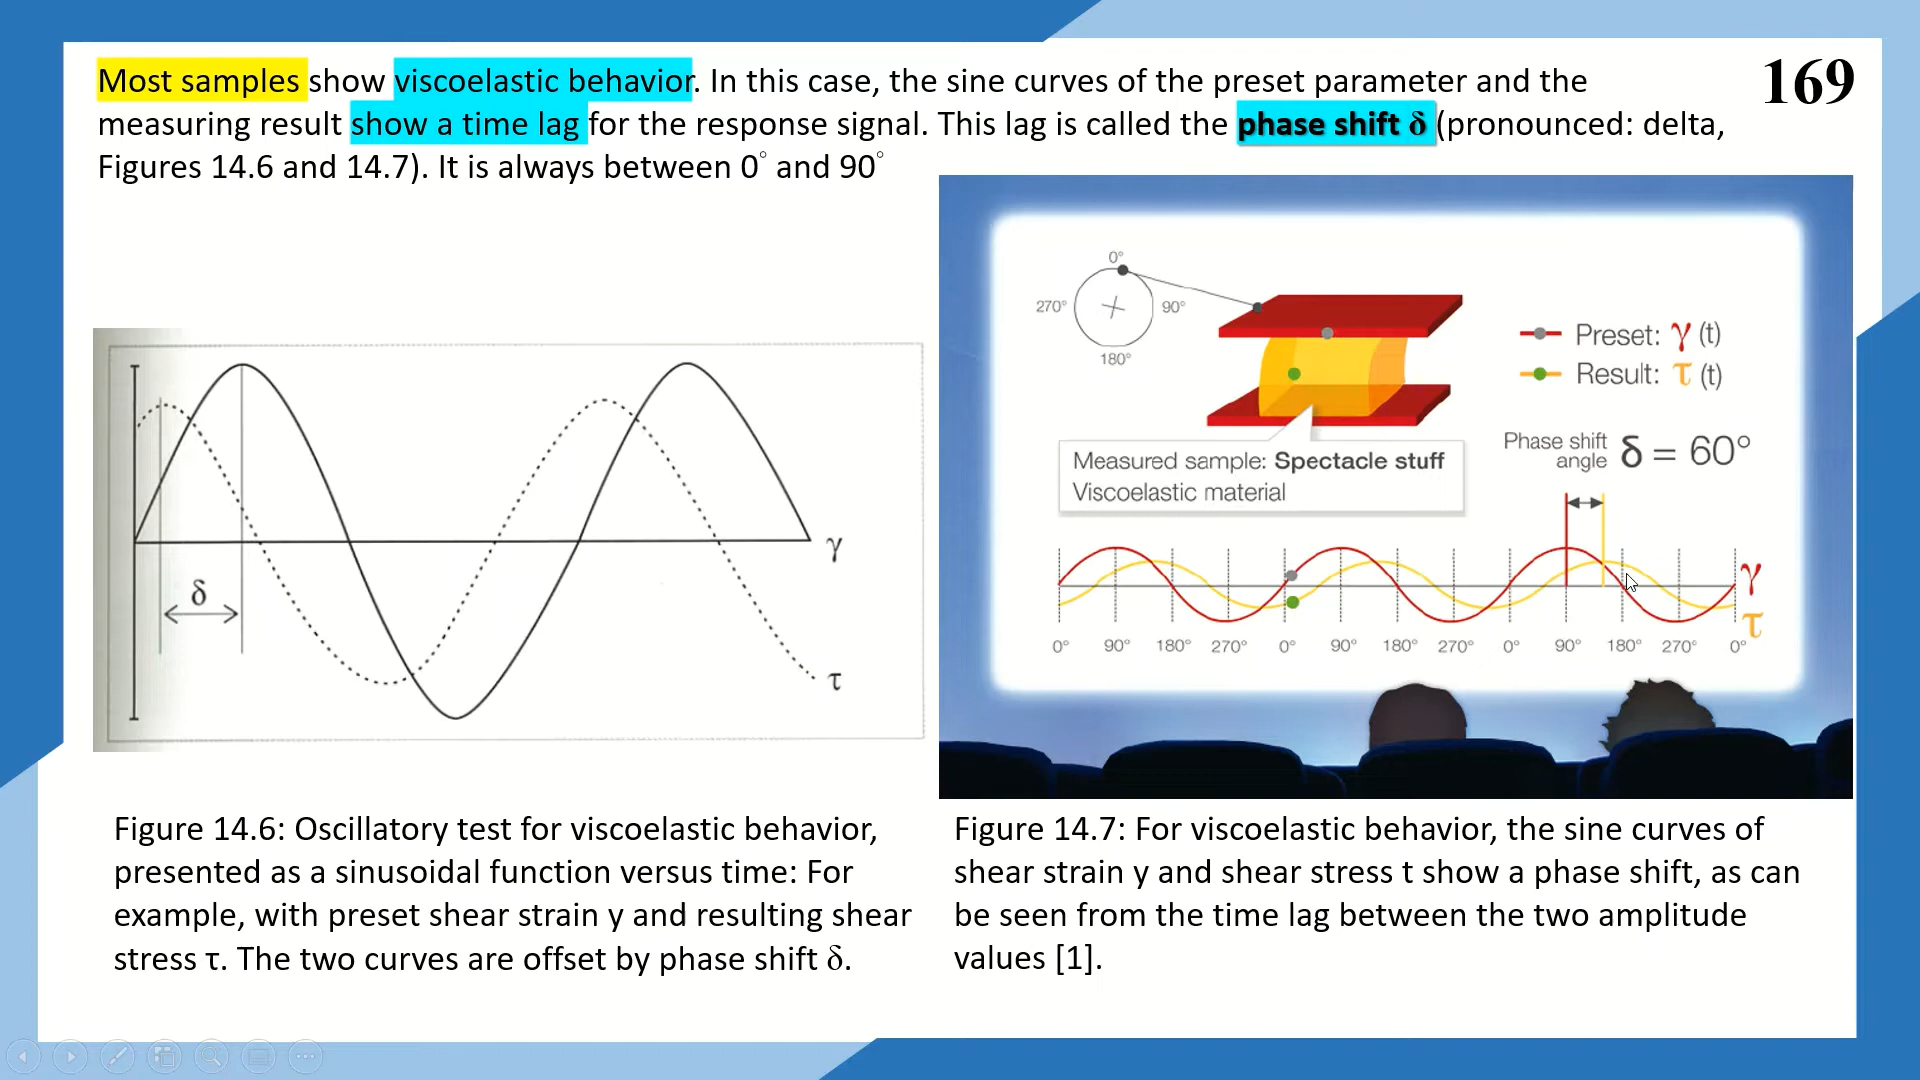 169
Most samples show viscoelastic behavior. In this case, the sine curves of the preset parameter and the
measuring result show a time lag for the response signal. This lag is called the phase shift δ (pronounced: delta,
Figures 14.6 and 14.7). It is always between 0° and 90°
γ
δ
τ
0°
270°
90°
180°
Preset: γ (t)
Result: τ (t)
Phase shift
angle δ = 60°
Measured sample: Spectacle stuff
Viscoelastic material
γ
τ
0° 90° 180° 270° 0° 90° 180° 270° 0° 90° 180° 270° 0°
Figure 14.6: Oscillatory test for viscoelastic behavior,
presented as a sinusoidal function versus time: For
example, with preset shear strain y and resulting shear
stress τ. The two curves are offset by phase shift δ.
Figure 14.7: For viscoelastic behavior, the sine curves of
shear strain y and shear stress t show a phase shift, as can
be seen from the time lag between the two amplitude
values [1].